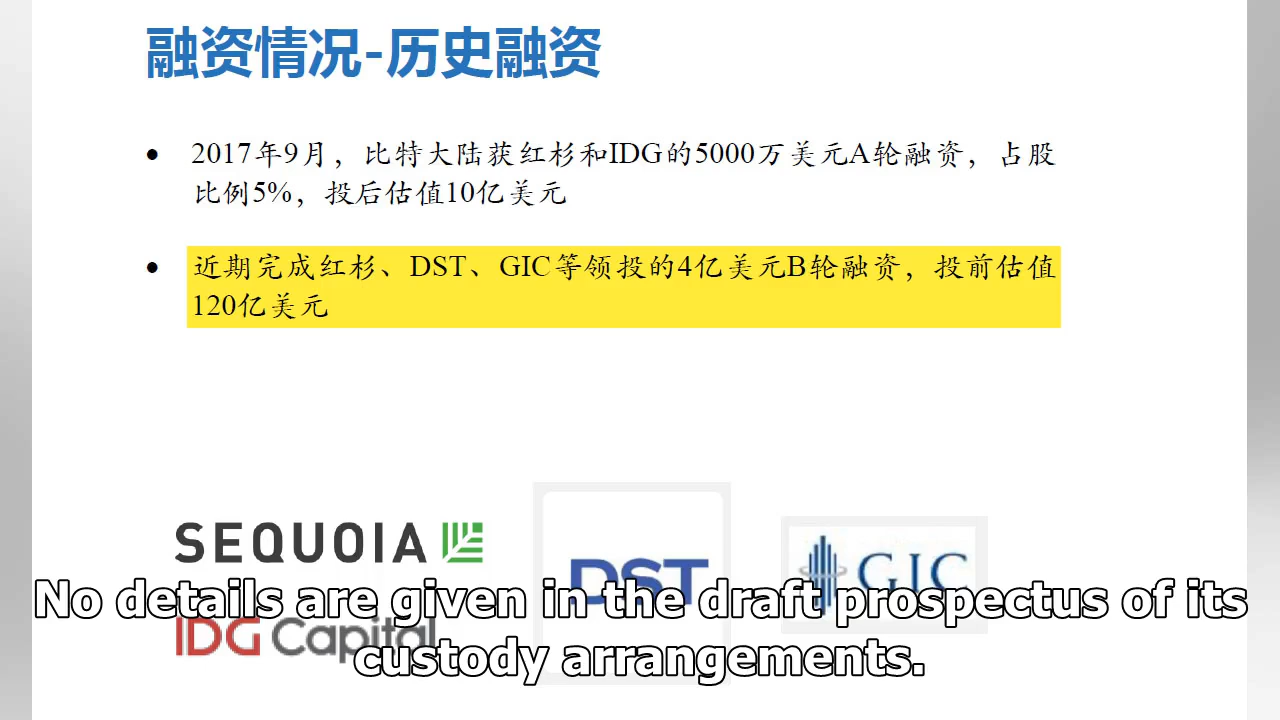 融资情况-历史融资
• 2017年9月，比特大陆获红杉和IDG的5000万美元A轮融资，占股
比例5%，投后估值10亿美元
• 近期完成红杉、DST、GIC等领投的4亿美元B轮融资，投前估值
120亿美元
SEQUOIA
DST
GIC
No details are given in the draft prospectus of its
IDG Capital
custody arrangements.